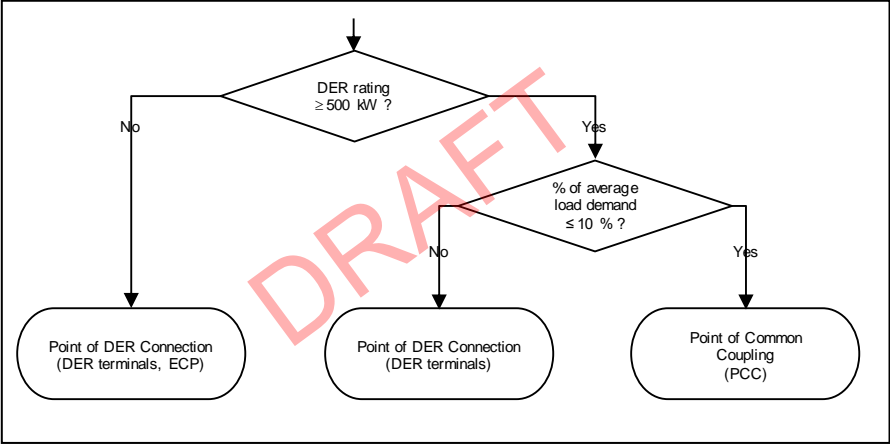 DER rating
≥ 500 kW ?
No
Yes
% of average
load demand
≤ 10 % ?
No
Yes
Point of DER Connection
(DER terminals, ECP)
Point of DER Connection
(DER terminals)
Point of Common
Coupling
(PCC)
DRAFT